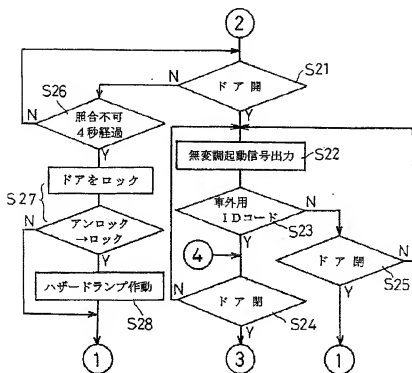 ②
N
ドア開
S21
Y
S26
N
照合不可
4秒経過
Y
無変調起動信号出力
S22
ドアをロック
S27
N
アンロック
→ロック
Y
車外用
IDコード
N
S23
Y
④
ドア閉
N
S25
Y
ハザードランプ作動
S28
N
ドア閉
S24
Y
①
③
①